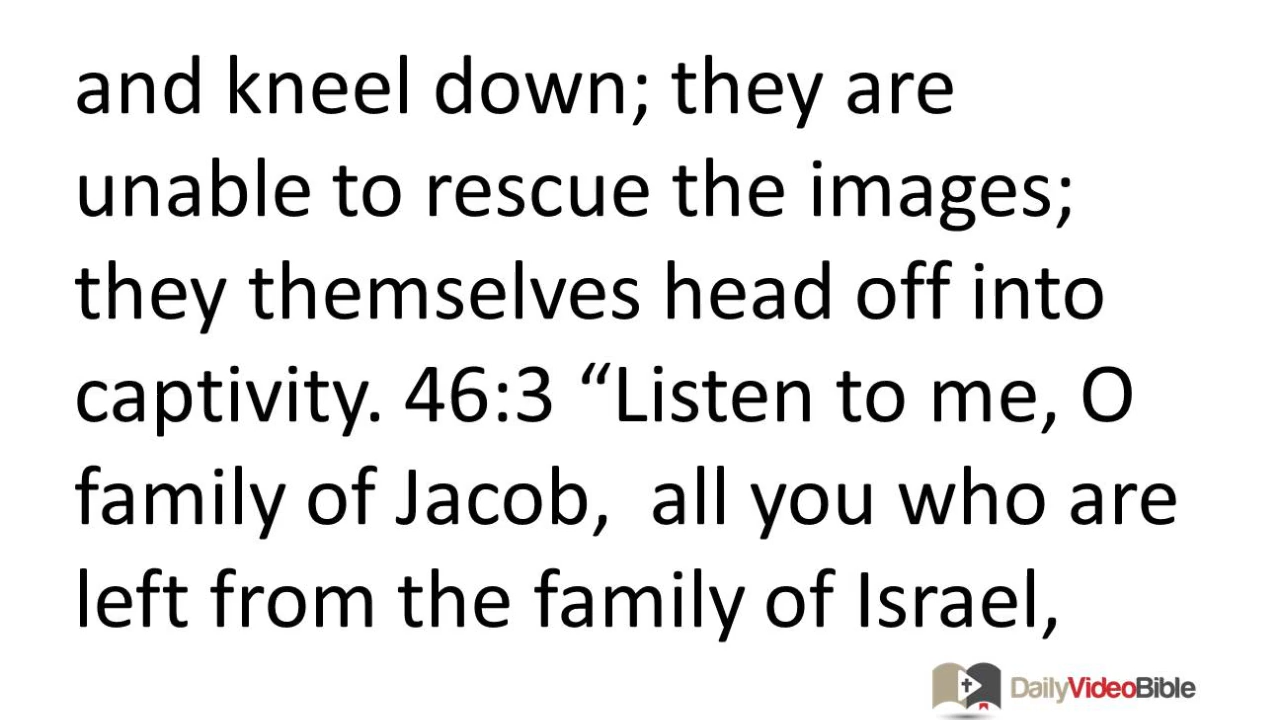 and kneel down; they are
unable to rescue the images;
they themselves head off into
captivity. 46:3 “Listen to me, O
family of Jacob,  all you who are
left from the family of Israel,
DailyVideoBible